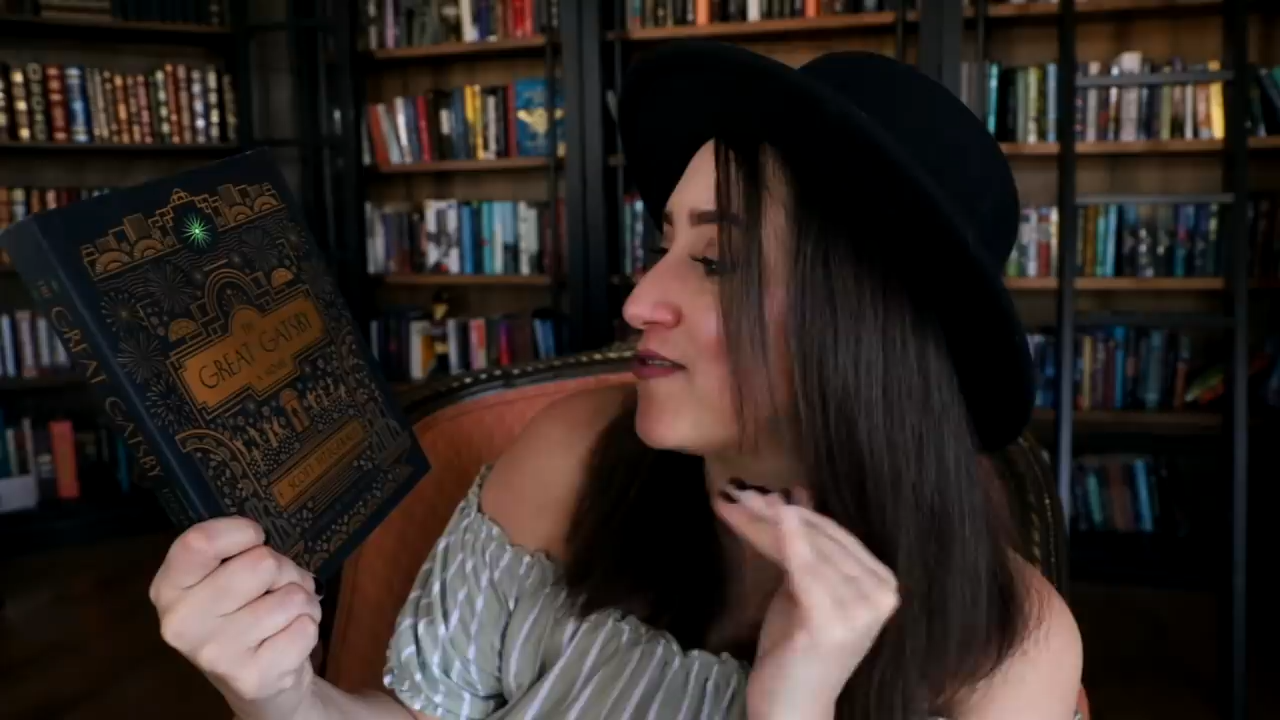 THE
GREAT GATSBY
A NOVEL
F. SCOTT FITZGERALD
THE GREAT GATSBY